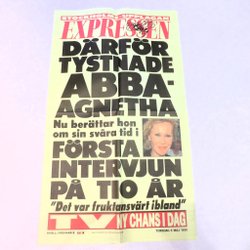 EXPRESSEN
DÄRFÖR
TYSTNADE
ABBA-
AGNETHA
Nu berättar hon
om sin svåra tid i
FÖRSTA
INTERVJUN
PÅ TIO ÅR
"Det var fruktansvärt ibland"
TV NY CHANS I DAG